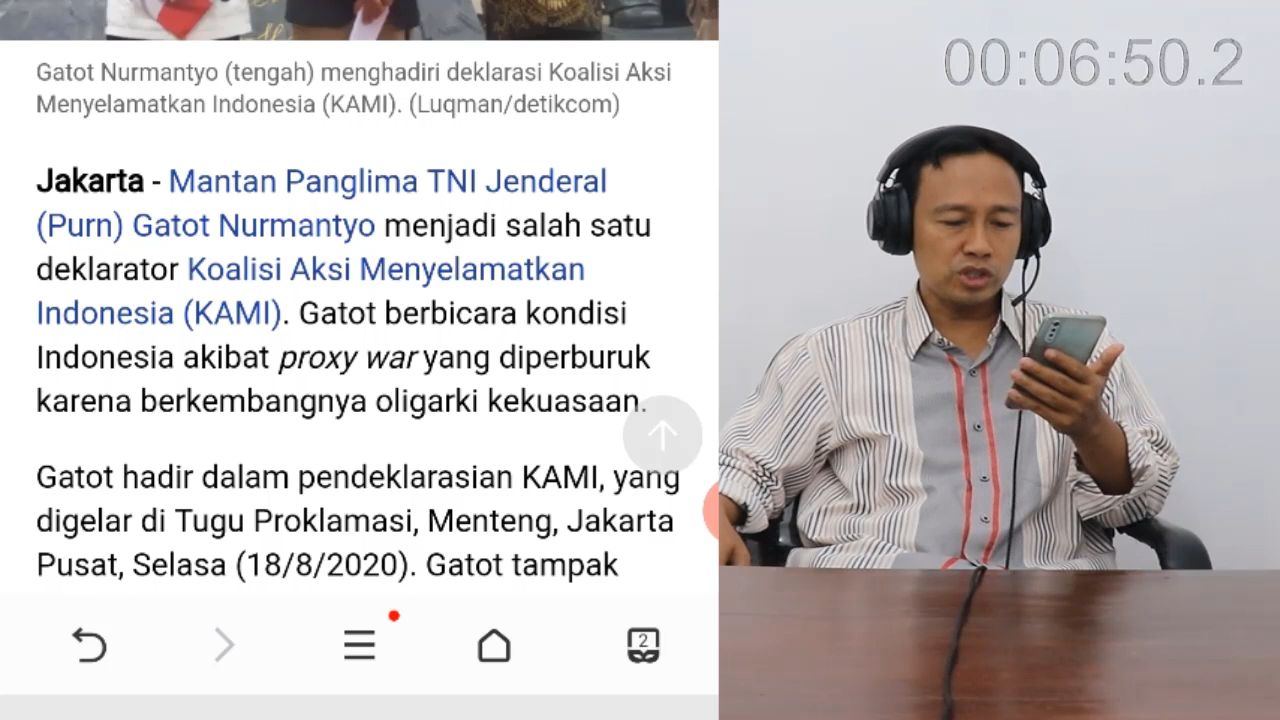 00:06:50.2
Gatot Nurmantyo (tengah) menghadiri deklarasi Koalisi Aksi
Menyelamatkan Indonesia (KAMI). (Luqman/detikcom)
Jakarta - Mantan Panglima TNI Jenderal
(Purn) Gatot Nurmantyo menjadi salah satu
deklarator Koalisi Aksi Menyelamatkan
Indonesia (KAMI). Gatot berbicara kondisi
Indonesia akibat proxy war yang diperburuk
karena berkembangnya oligarki kekuasaan.
Gatot hadir dalam pendeklarasian KAMI, yang
digelar di Tugu Proklamasi, Menteng, Jakarta
Pusat, Selasa (18/8/2020). Gatot tampak
2